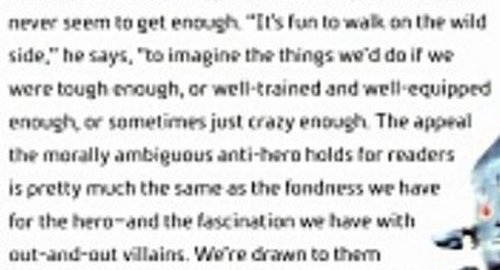 never seem to get enough. "It's fun to walk on the wild
side," he says, "to imagine the things we'd do if we
were tough enough, or well-trained and well-equipped
enough, or sometimes just crazy enough. The appeal
the morally ambiguous anti-hero holds for readers
is pretty much the same as the fondness we have
for the hero—and the fascination we have with
out-and-out villains. We're drawn to them